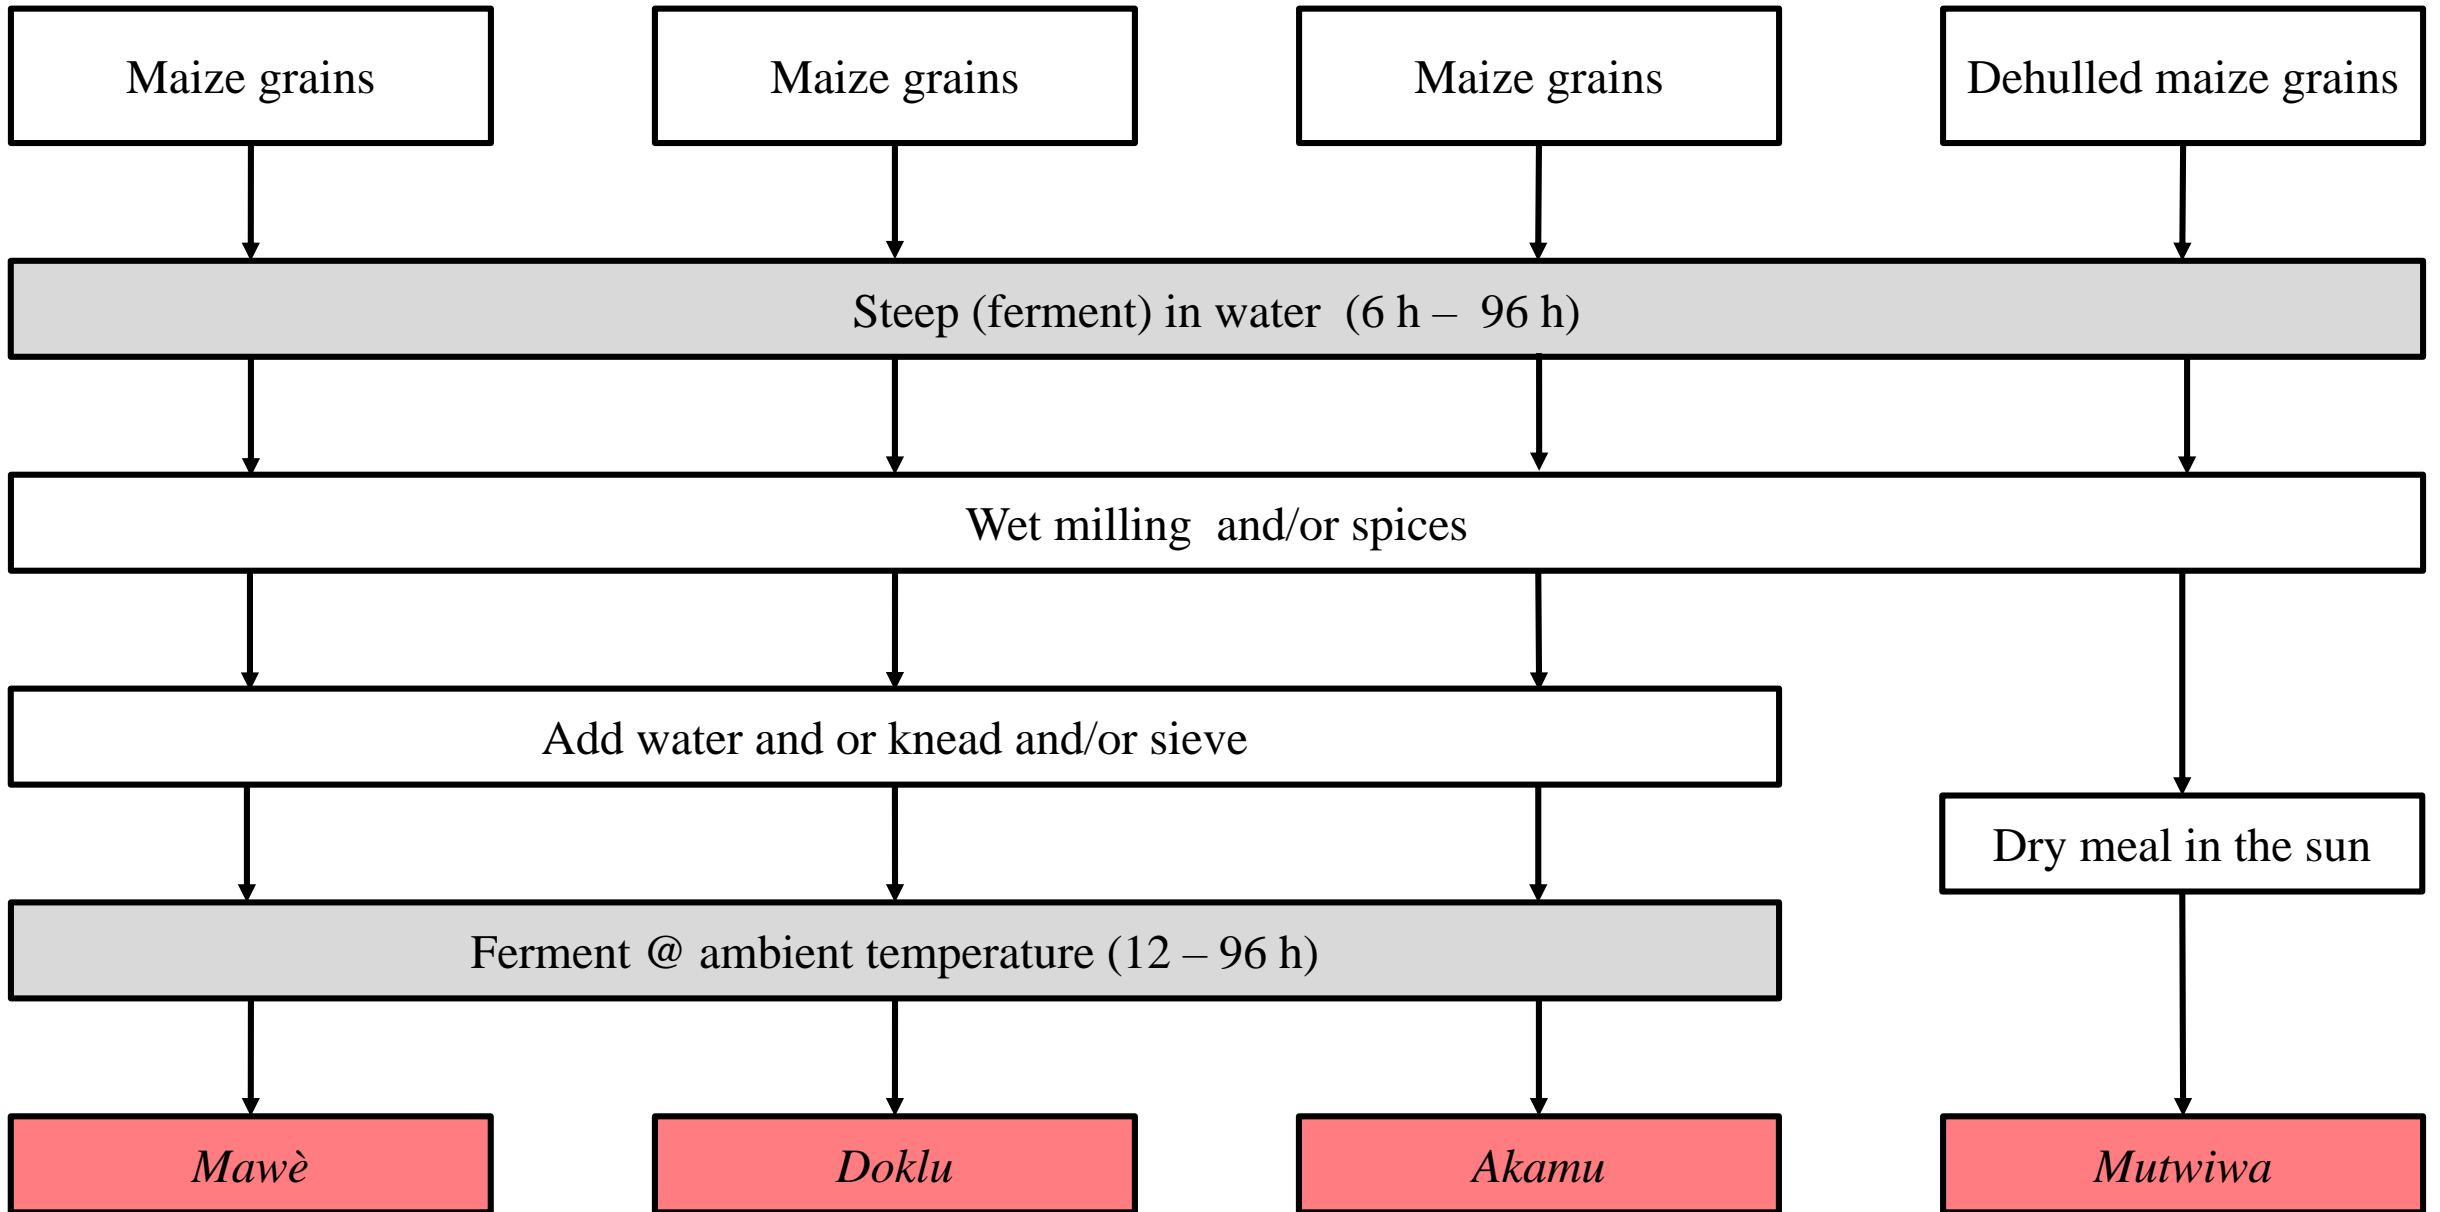 Maize grains
Maize grains
Maize grains
Dehulled maize grains
Steep (ferment) in water (6 h – 96 h)
Wet milling and/or spices
Add water and or knead and/or sieve
Dry meal in the sun
Ferment @ ambient temperature (12 – 96 h)
Mawè
Doklu
Akamu
Mutwiwa